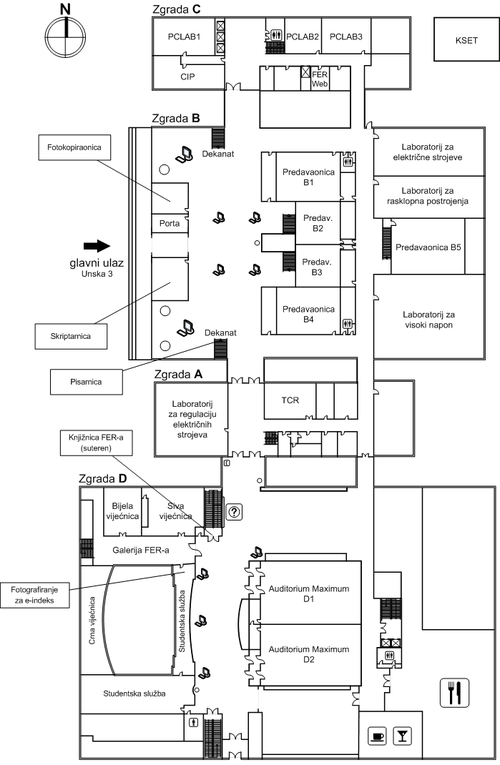 N
Zgrada C
PCLAB1
PCLAB2
PCLAB3
KSET
CIP
FER
Web
Zgrada B
Fotokopiraonica
Dekanat
Laboratorij za
električne strojeve
Predavaonica
B1
Laboratorij za
rasklopna postrojenja
Porta
Predav.
B2
glavni ulaz
Unska 3
Predavaonica B5
Predav.
B3
Skriptarnica
Predavaonica
B4
Laboratorij za
visoki napon
Dekanat
Pisarnica
Zgrada A
Laboratorij
za regulaciju
električnih
strojeva
TCR
Knjižnica FER-a
(suteren)
E
Zgrada D
Bijela
vijećnica
Siva
vijećnica
?
Galerija FER-a
Fotografiranje
za e-indeks
Crna vijećnica
Studentska služba
Auditorium Maximum
D1
Auditorium Maximum
D2
Studentska služba